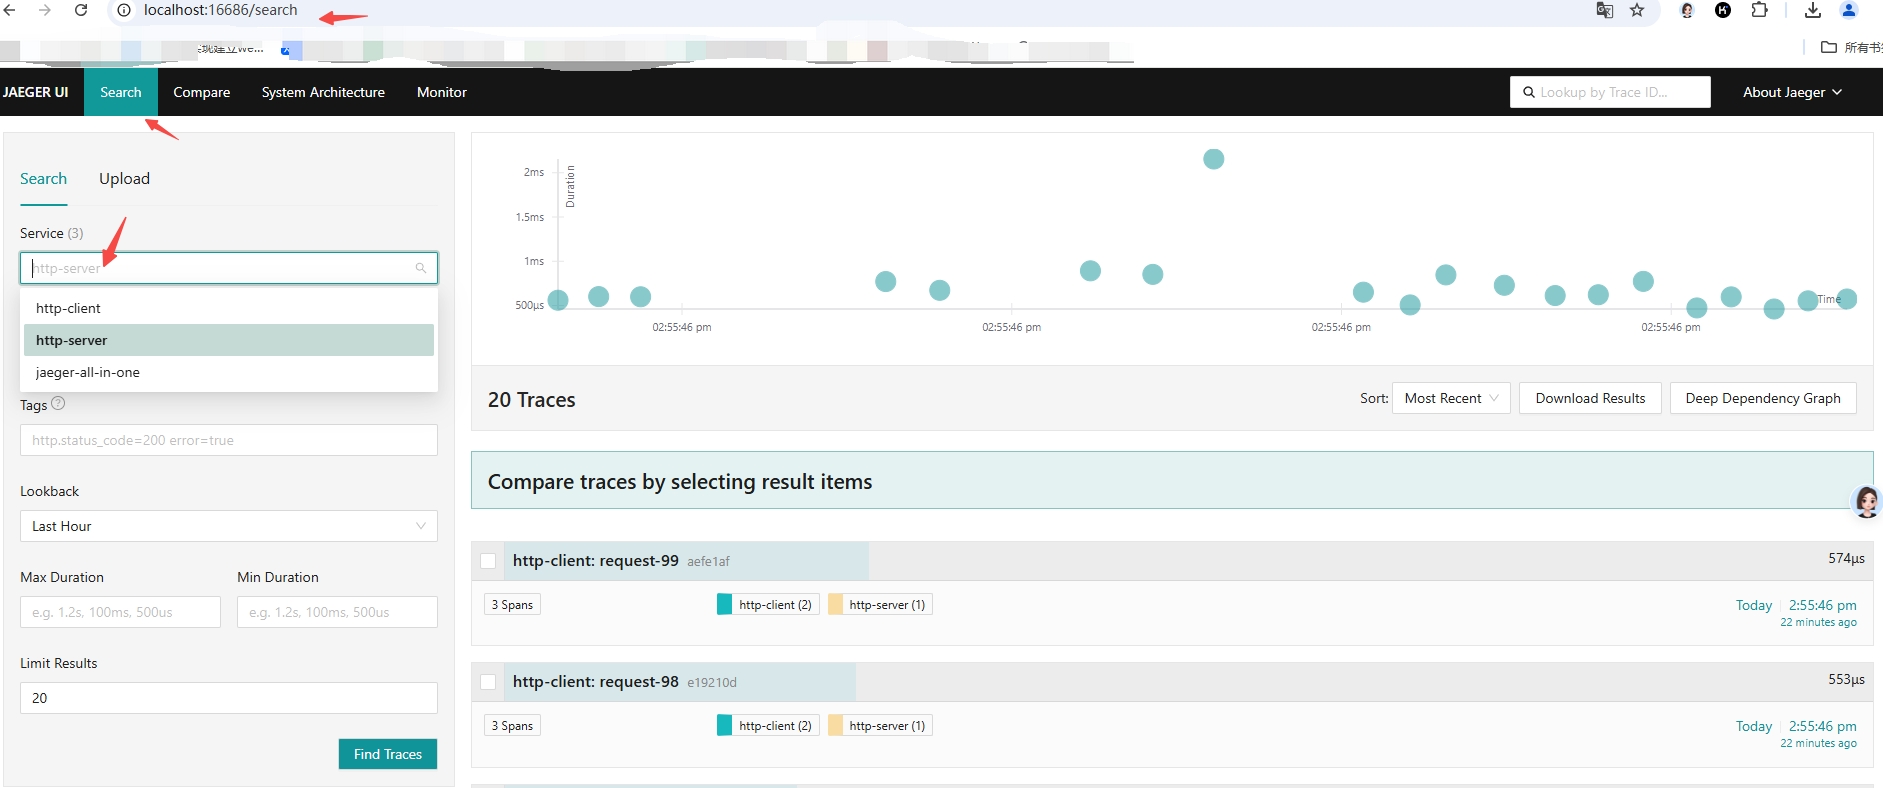 localhost:16686/search
所有书
JAEGER UI Search Compare System Architecture Monitor Lookup by Trace ID... About Jaeger
Search Upload
Service (3)
http-server
http-client
http-server
jaeger-all-in-one
Tags ?
http.status_code=200 error=true
Lookback
Last Hour
Max Duration Min Duration
e.g. 1.2s, 100ms, 500us e.g. 1.2s, 100ms, 500us
Limit Results
20
Find Traces
Duration
2ms
1.5ms
1ms
500μs
Time
02:55:46 pm 02:55:46 pm 02:55:46 pm 02:55:46 pm
20 Traces Sort: Most Recent Download Results Deep Dependency Graph
Compare traces by selecting result items
http-client: request-99 aefe1af 574μs
3 Spans http-client (2) http-server (1) Today 2:55:46 pm
22 minutes ago
http-client: request-98 e19210d 553μs
3 Spans http-client (2) http-server (1) Today 2:55:46 pm
22 minutes ago